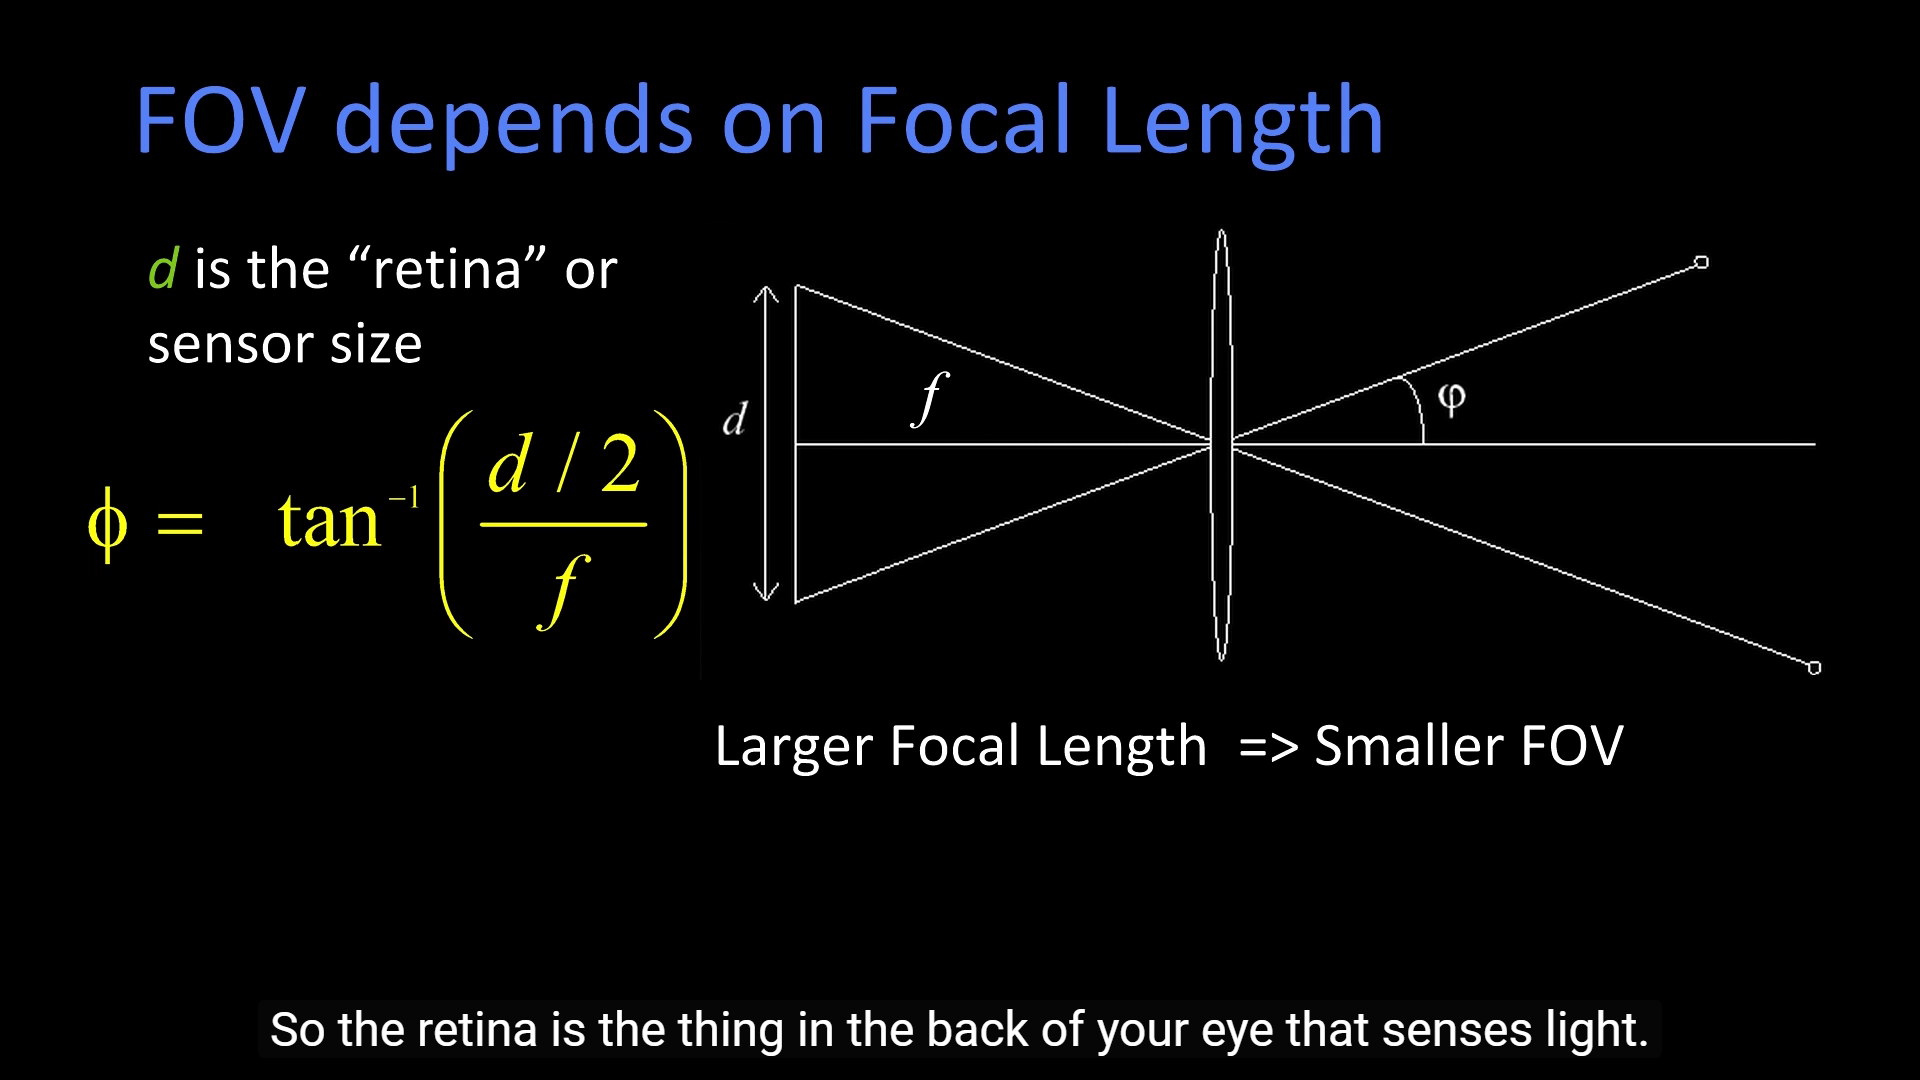 FOV depends on Focal Length
d is the “retina” or
sensor size
ϕ = tan⁻¹ ( d / 2 / f )
d
f
φ
Larger Focal Length => Smaller FOV
So the retina is the thing in the back of your eye that senses light.